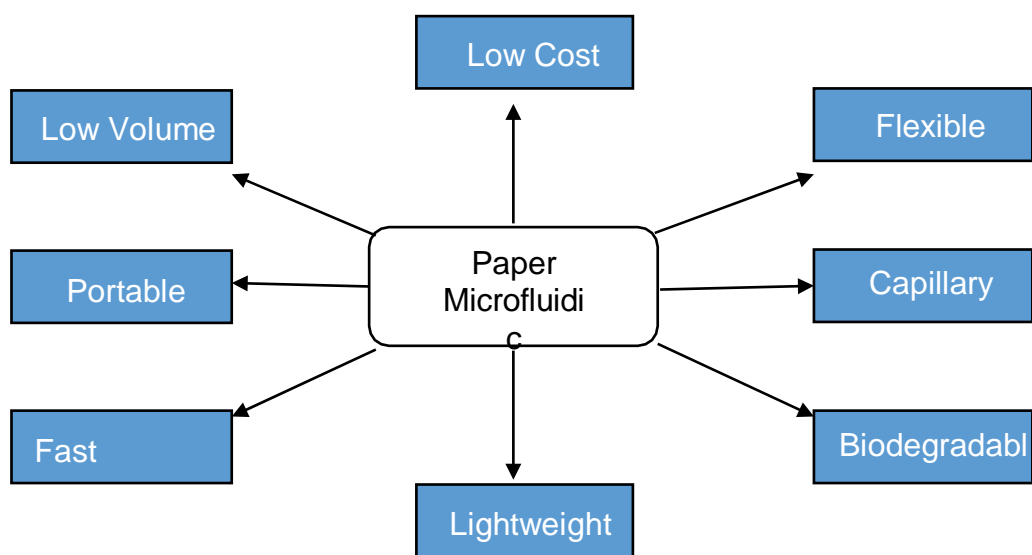 Low Cost
Low Volume
Flexible
Paper
Microfluidi
c
Portable
Capillary
Fast
Biodegradabl
Lightweight